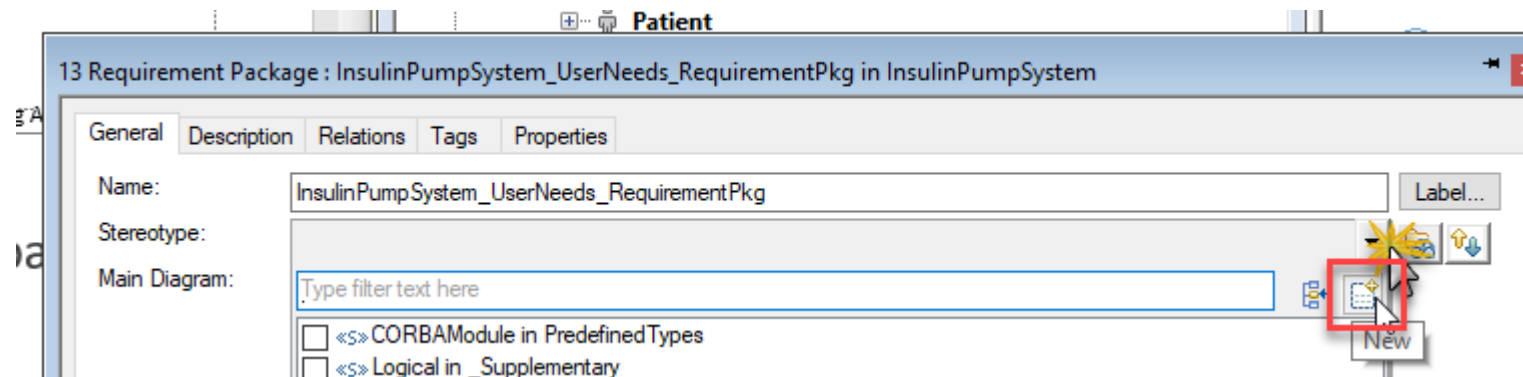 Patient
13 Requirement Package : InsulinPumpSystem_UserNeeds_RequirementPkg in InsulinPumpSystem
General Description Relations Tags Properties
Name: InsulinPumpSystem_UserNeeds_RequirementPkg Label...
Stereotype:
Main Diagram: Type filter text here
«S» CORBAModule in PredefinedTypes New
«S» Logical in _Supplementary